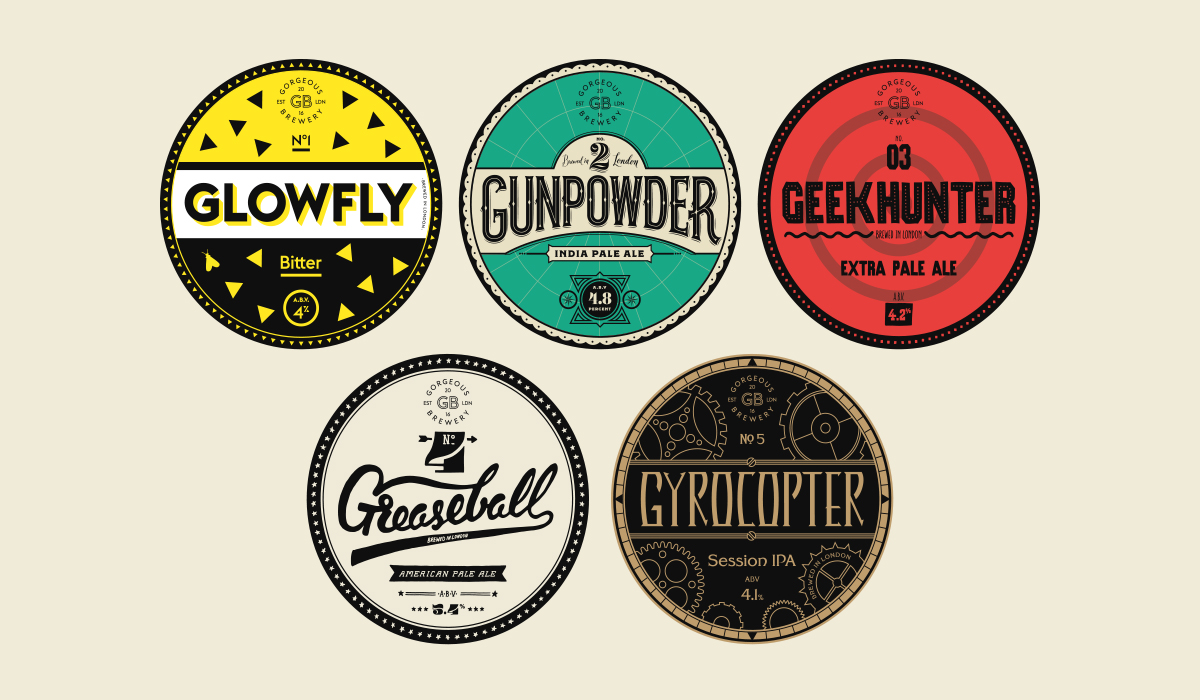 GORGEOUS
20
EST GB LDN
16
BREWERY
Nº1
GLOWFLY
BREWED IN LONDON
Bitter
A.B.V.
4%
GORGEOUS
20
EST GB LDN
16
BREWERY
NO.
2
Brewed in London
GUNPOWDER
INDIA PALE ALE
A.B.V
4.8
PERCENT
GORGEOUS
20
EST GB LDN
16
BREWERY
NO.
03
GEEKHUNTER
BREWED IN LONDON
EXTRA PALE ALE
A.B.V.
4.2%
GORGEOUS
20
EST GB LDN
16
BREWERY
Nº
4
Greaseball
BREWED IN LONDON
AMERICAN PALE ALE
A.B.V.
GORGEOUS
20
EST GB LDN
16
BREWERY
Nº 5
GYROCOPTER
Session IPA
BREWED IN LONDON
ABV
4.1%